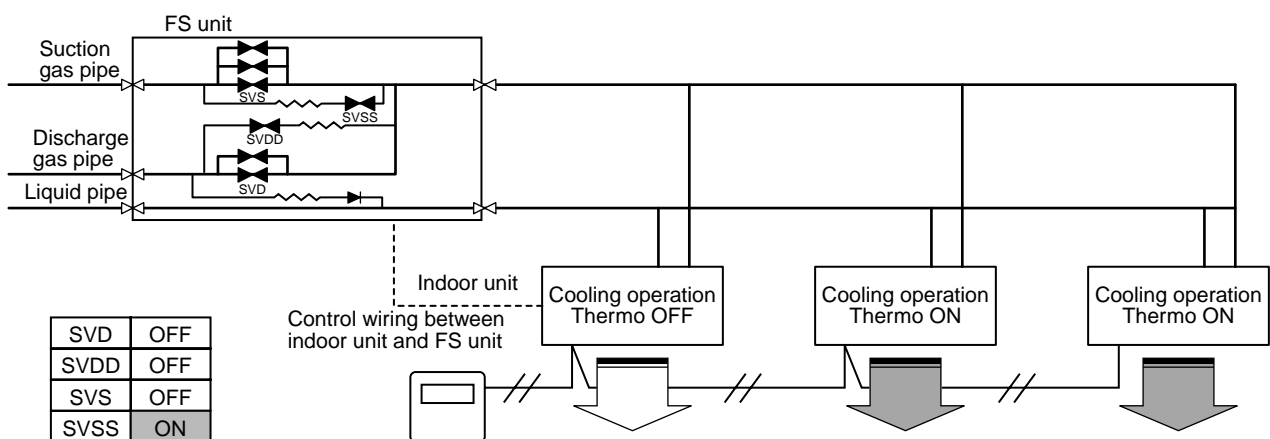 FS unit
Suction
gas pipe
SVS
SVSS
SVDD
Discharge
gas pipe
SVD
Liquid pipe
Indoor unit
Control wiring between
indoor unit and FS unit
Cooling operation
Thermo OFF
Cooling operation
Thermo ON
Cooling operation
Thermo ON
SVD OFF
SVDD OFF
SVS OFF
SVSS ON